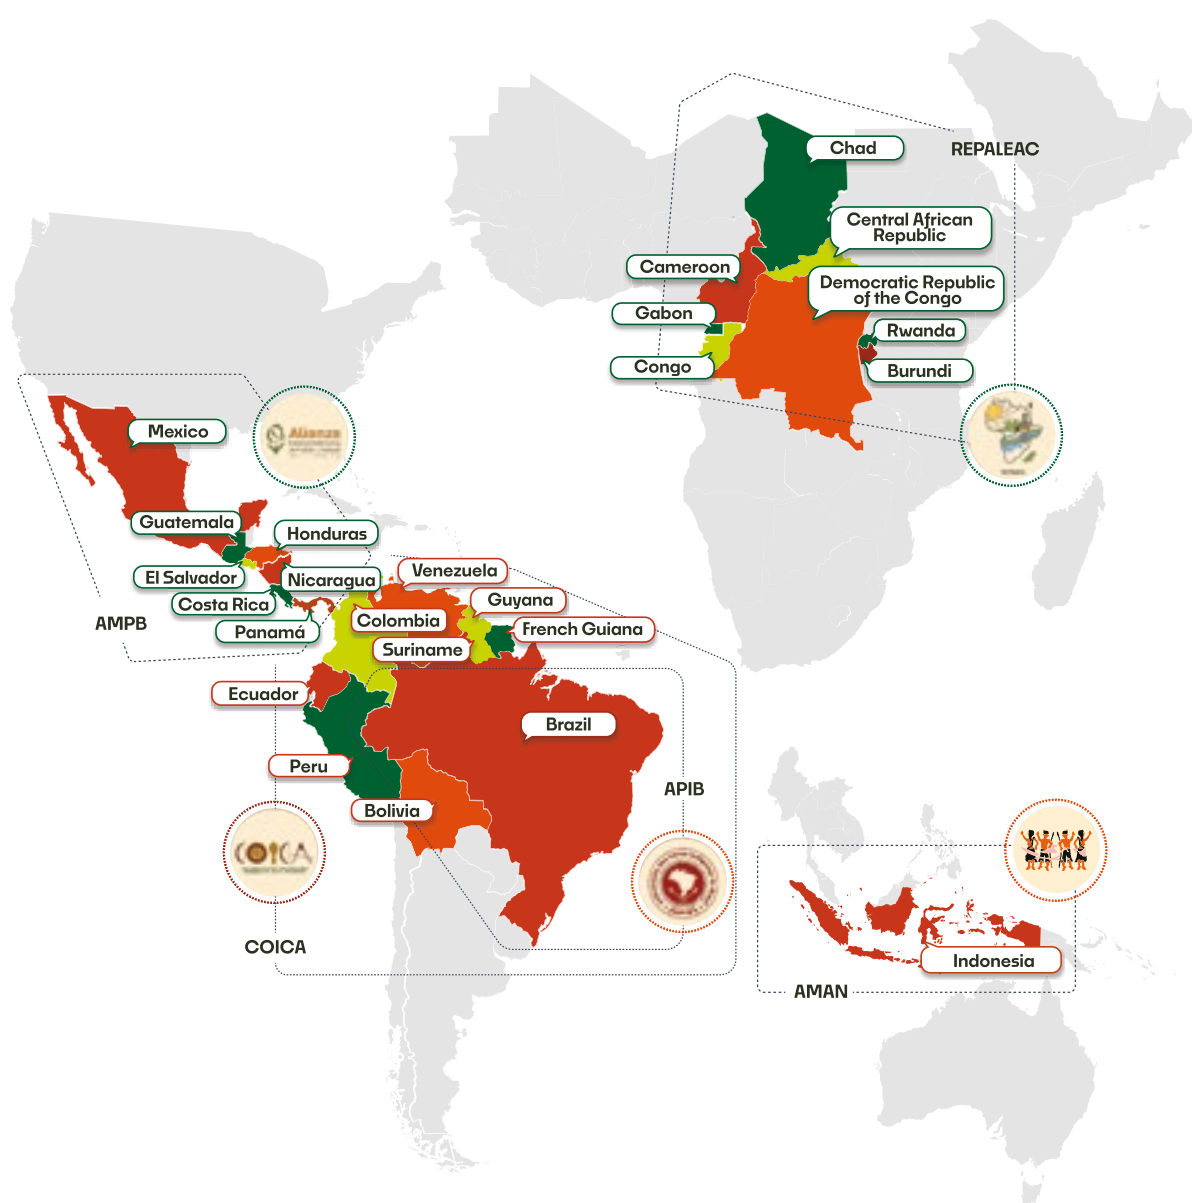 Chad
REPALEAC
Central African
Republic
Cameroon
Democratic Republic
of the Congo
Gabon
Rwanda
Congo
Burundi
Mexico
Alianza
Guatemala
Honduras
El Salvador
Nicaragua
Venezuela
Costa Rica
Guyana
AMPB
Panamá
Colombia
French Guiana
Suriname
Ecuador
Brazil
Peru
APIB
Bolivia
COICA
COICA
Indonesia
AMAN